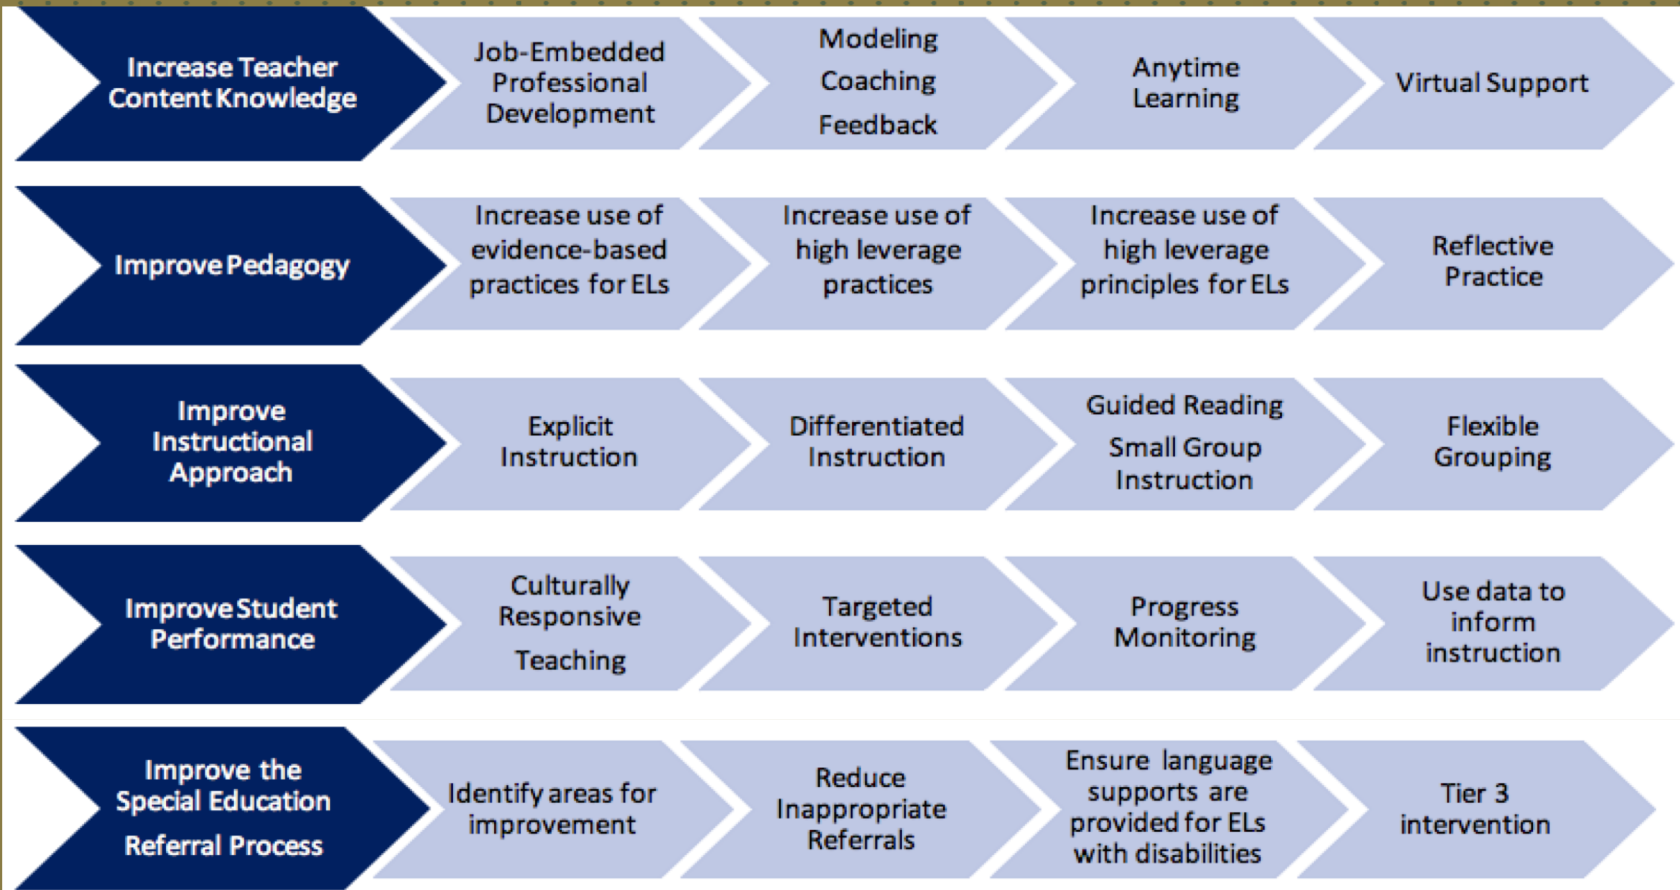 Increase Teacher
Content Knowledge
Job-Embedded
Professional
Development
Modeling
Coaching
Feedback
Anytime
Learning
Virtual Support
Improve Pedagogy
Increase use of
evidence-based
practices for ELs
Increase use of
high leverage
practices
Increase use of
high leverage
principles for ELs
Reflective
Practice
Improve
Instructional
Approach
Explicit
Instruction
Differentiated
Instruction
Guided Reading
Small Group
Instruction
Flexible
Grouping
Improve Student
Performance
Culturally
Responsive
Teaching
Targeted
Interventions
Progress
Monitoring
Use data to
inform
instruction
Improve the
Special Education
Referral Process
Identify areas for
improvement
Reduce
Inappropriate
Referrals
Ensure language
supports are
provided for ELs
with disabilities
Tier 3
intervention